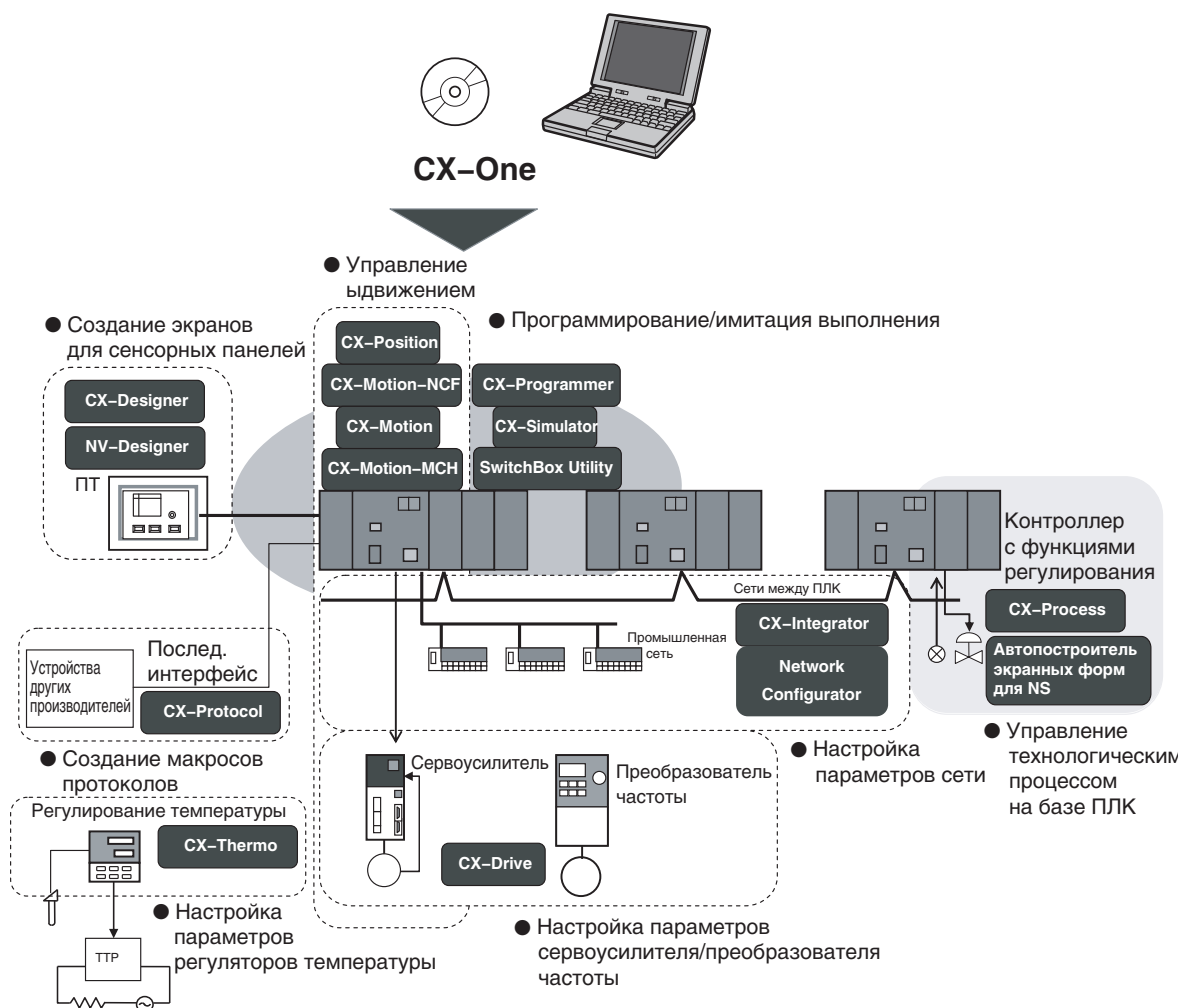 CX–One
● Управление
ыдвижением
● Создание экранов
для сенсорных панелей
● Программирование/имитация выполнения
CX–Position
CX–Motion–NCF
CX–Motion
CX–Motion–MCH
CX–Programmer
CX–Simulator
SwitchBox Utility
CX–Designer
NV–Designer
ПТ
Контроллер
с функциями
регулирования
CX–Process
Автопостроитель
экранных форм
для NS
Сети между ПЛК
CX–Integrator
Network
Configurator
Промышленная
сеть
Послед.
интерфейс
Устройства
других
производителей
CX–Protocol
● Создание макросов
протоколов
● Настройка
параметров сети
● Управление
технологическим
процессом
на базе ПЛК
Сервоусилитель
Преобразователь
частоты
CX–Drive
Регулирование температуры
CX–Thermo
● Настройка
параметров
регуляторов температуры
ТТР
● Настройка параметров
сервоусилителя/преобразователя
частоты